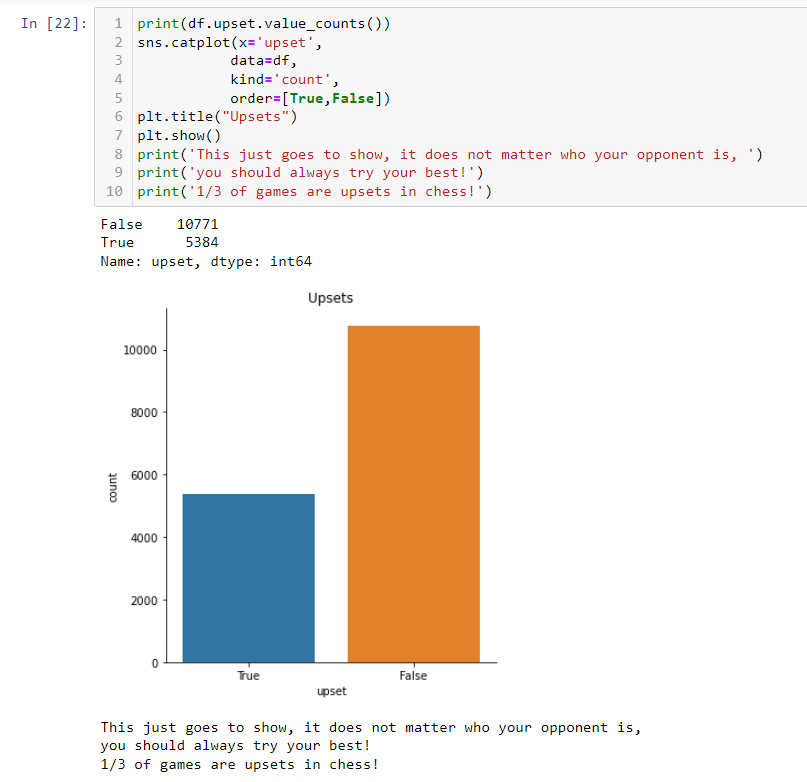 In [22]:
1 print(df.upset.value_counts())
2 sns.catplot(x='upset',
3 data=df,
4 kind='count',
5 order=[True,False])
6 plt.title("Upsets")
7 plt.show()
8 print('This just goes to show, it does not matter who your opponent is, ')
9 print('you should always try your best!')
10 print('1/3 of games are upsets in chess!')
False 10771
True 5384
Name: upset, dtype: int64
Upsets
10000
8000
6000
count
4000
2000
0
True False
upset
This just goes to show, it does not matter who your opponent is,
you should always try your best!
1/3 of games are upsets in chess!